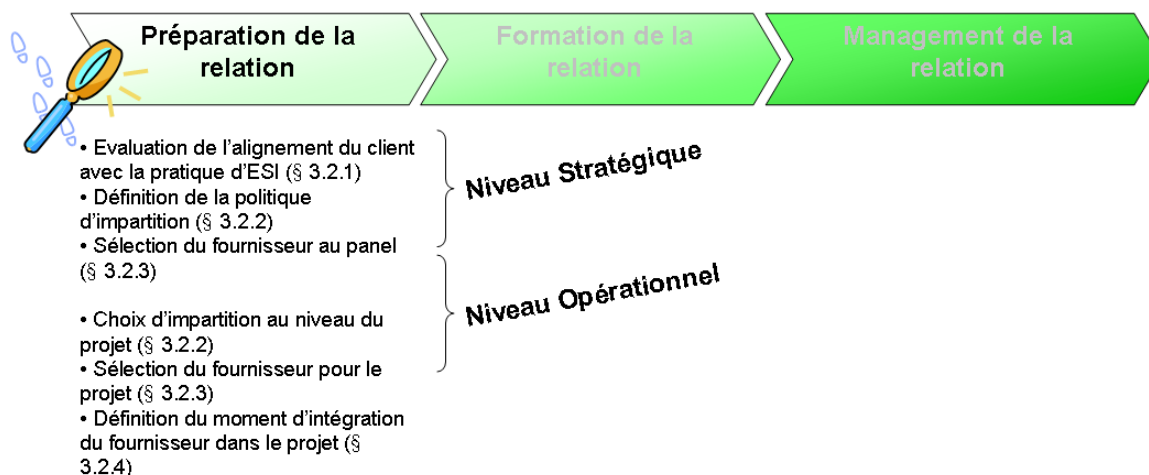 Préparation de la
relation
Formation de la
relation
Management de la
relation
• Evaluation de l'alignement du client
avec la pratique d'ESI (§ 3.2.1)
• Définition de la politique
d'impartition (§ 3.2.2)
• Sélection du fournisseur au panel
(§ 3.2.3)
Niveau Stratégique
• Choix d'impartition au niveau du
projet (§ 3.2.2)
• Sélection du fournisseur pour le
projet (§ 3.2.3)
• Définition du moment d'intégration
du fournisseur dans le projet (§
3.2.4)
Niveau Opérationnel